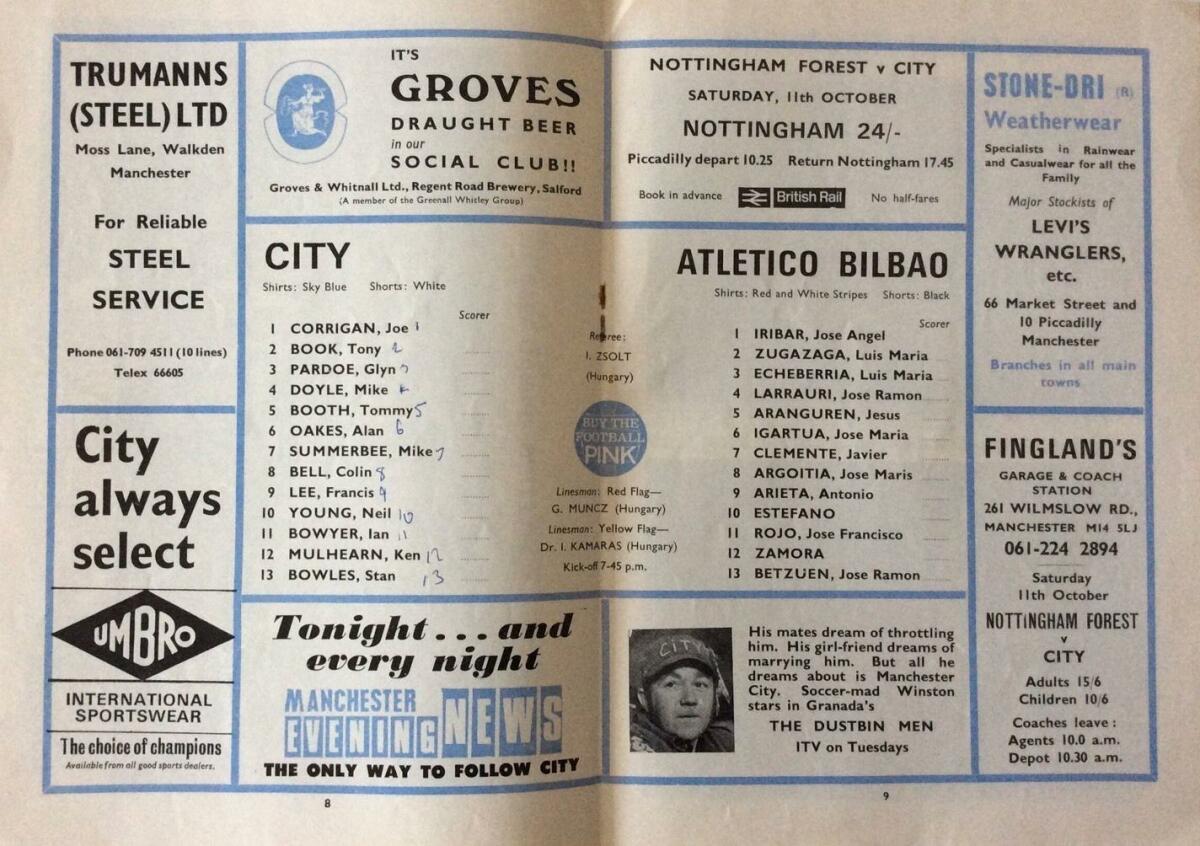 TRUMANNS
(STEEL) LTD
Moss Lane, Walkden
Manchester
For Reliable
STEEL
SERVICE
Phone 061-709 4511 (10 lines)
Telex 66605
City
always
select
UMBRO
INTERNATIONAL
SPORTSWEAR
The choice of champions
Available from all good sports dealers.
IT'S
GROVES
DRAUGHT BEER
in our
SOCIAL CLUB!!
Groves & Whitnall Ltd., Regent Road Brewery, Salford
(A member of the Greenall Whitley Group)
CITY
Shirts: Sky Blue Shorts: White
Scorer
1 CORRIGAN, Joe 1
2 BOOK, Tony 2
3 PARDOE, Glyn
4 DOYLE, Mike
5 BOOTH, Tommy 5
6 OAKES, Alan 6
7 SUMMERBEE, Mike 7
8 BELL, Colin 8
9 LEE, Francis 9
10 YOUNG, Neil 10
11 BOWYER, Ian 11
12 MULHEARN, Ken 12
13 BOWLES, Stan 13
Tonight... and
every night
MANCHESTER
EVENING NEWS
THE ONLY WAY TO FOLLOW CITY
8
Referee:
I. ZSOLT
(Hungary)
BUY THE
FOOTBALL
PINK
Linesman: Red Flag—
G. MUNCZ (Hungary)
Linesman: Yellow Flag—
Dr. I. KAMARAS (Hungary)
Kick-off 7-45 p.m.
NOTTINGHAM FOREST v CITY
SATURDAY, 11th OCTOBER
NOTTINGHAM 24/-
Piccadilly depart 10.25 Return Nottingham 17.45
Book in advance British Rail No half-fares
ATLETICO BILBAO
Shirts: Red and White Stripes Shorts: Black
Scorer
1 IRIBAR, Jose Angel
2 ZUGAZAGA, Luis Maria
3 ECHEBERRIA, Luis Maria
4 LARRAURI, Jose Ramon
5 ARANGUREN, Jesus
6 IGARTUA, Jose Maria
7 CLEMENTE, Javier
8 ARGOITIA, Jose Maris
9 ARIETA, Antonio
10 ESTEFANO
11 ROJO, Jose Francisco
12 ZAMORA
13 BETZUEN, Jose Ramon
CITY
His mates dream of throttling
him. His girl-friend dreams of
marrying him. But all he
dreams about is Manchester
City. Soccer-mad Winston
stars in Granada's
THE DUSTBIN MEN
ITV on Tuesdays
9
STONE-DRI (R)
Weatherwear
Specialists in Rainwear
and Casualwear for all the
Family
Major Stockists of
LEVI'S
WRANGLERS,
etc.
66 Market Street and
10 Piccadilly
Manchester
Branches in all main
towns
FINGLAND'S
GARAGE & COACH
STATION
261 WILMSLOW RD.,
MANCHESTER M14 5LJ
061-224 2894
Saturday
11th October
NOTTINGHAM FOREST
v
CITY
Adults 15/6
Children 10/6
Coaches leave :
Agents 10.0 a.m.
Depot 10.30 a.m.